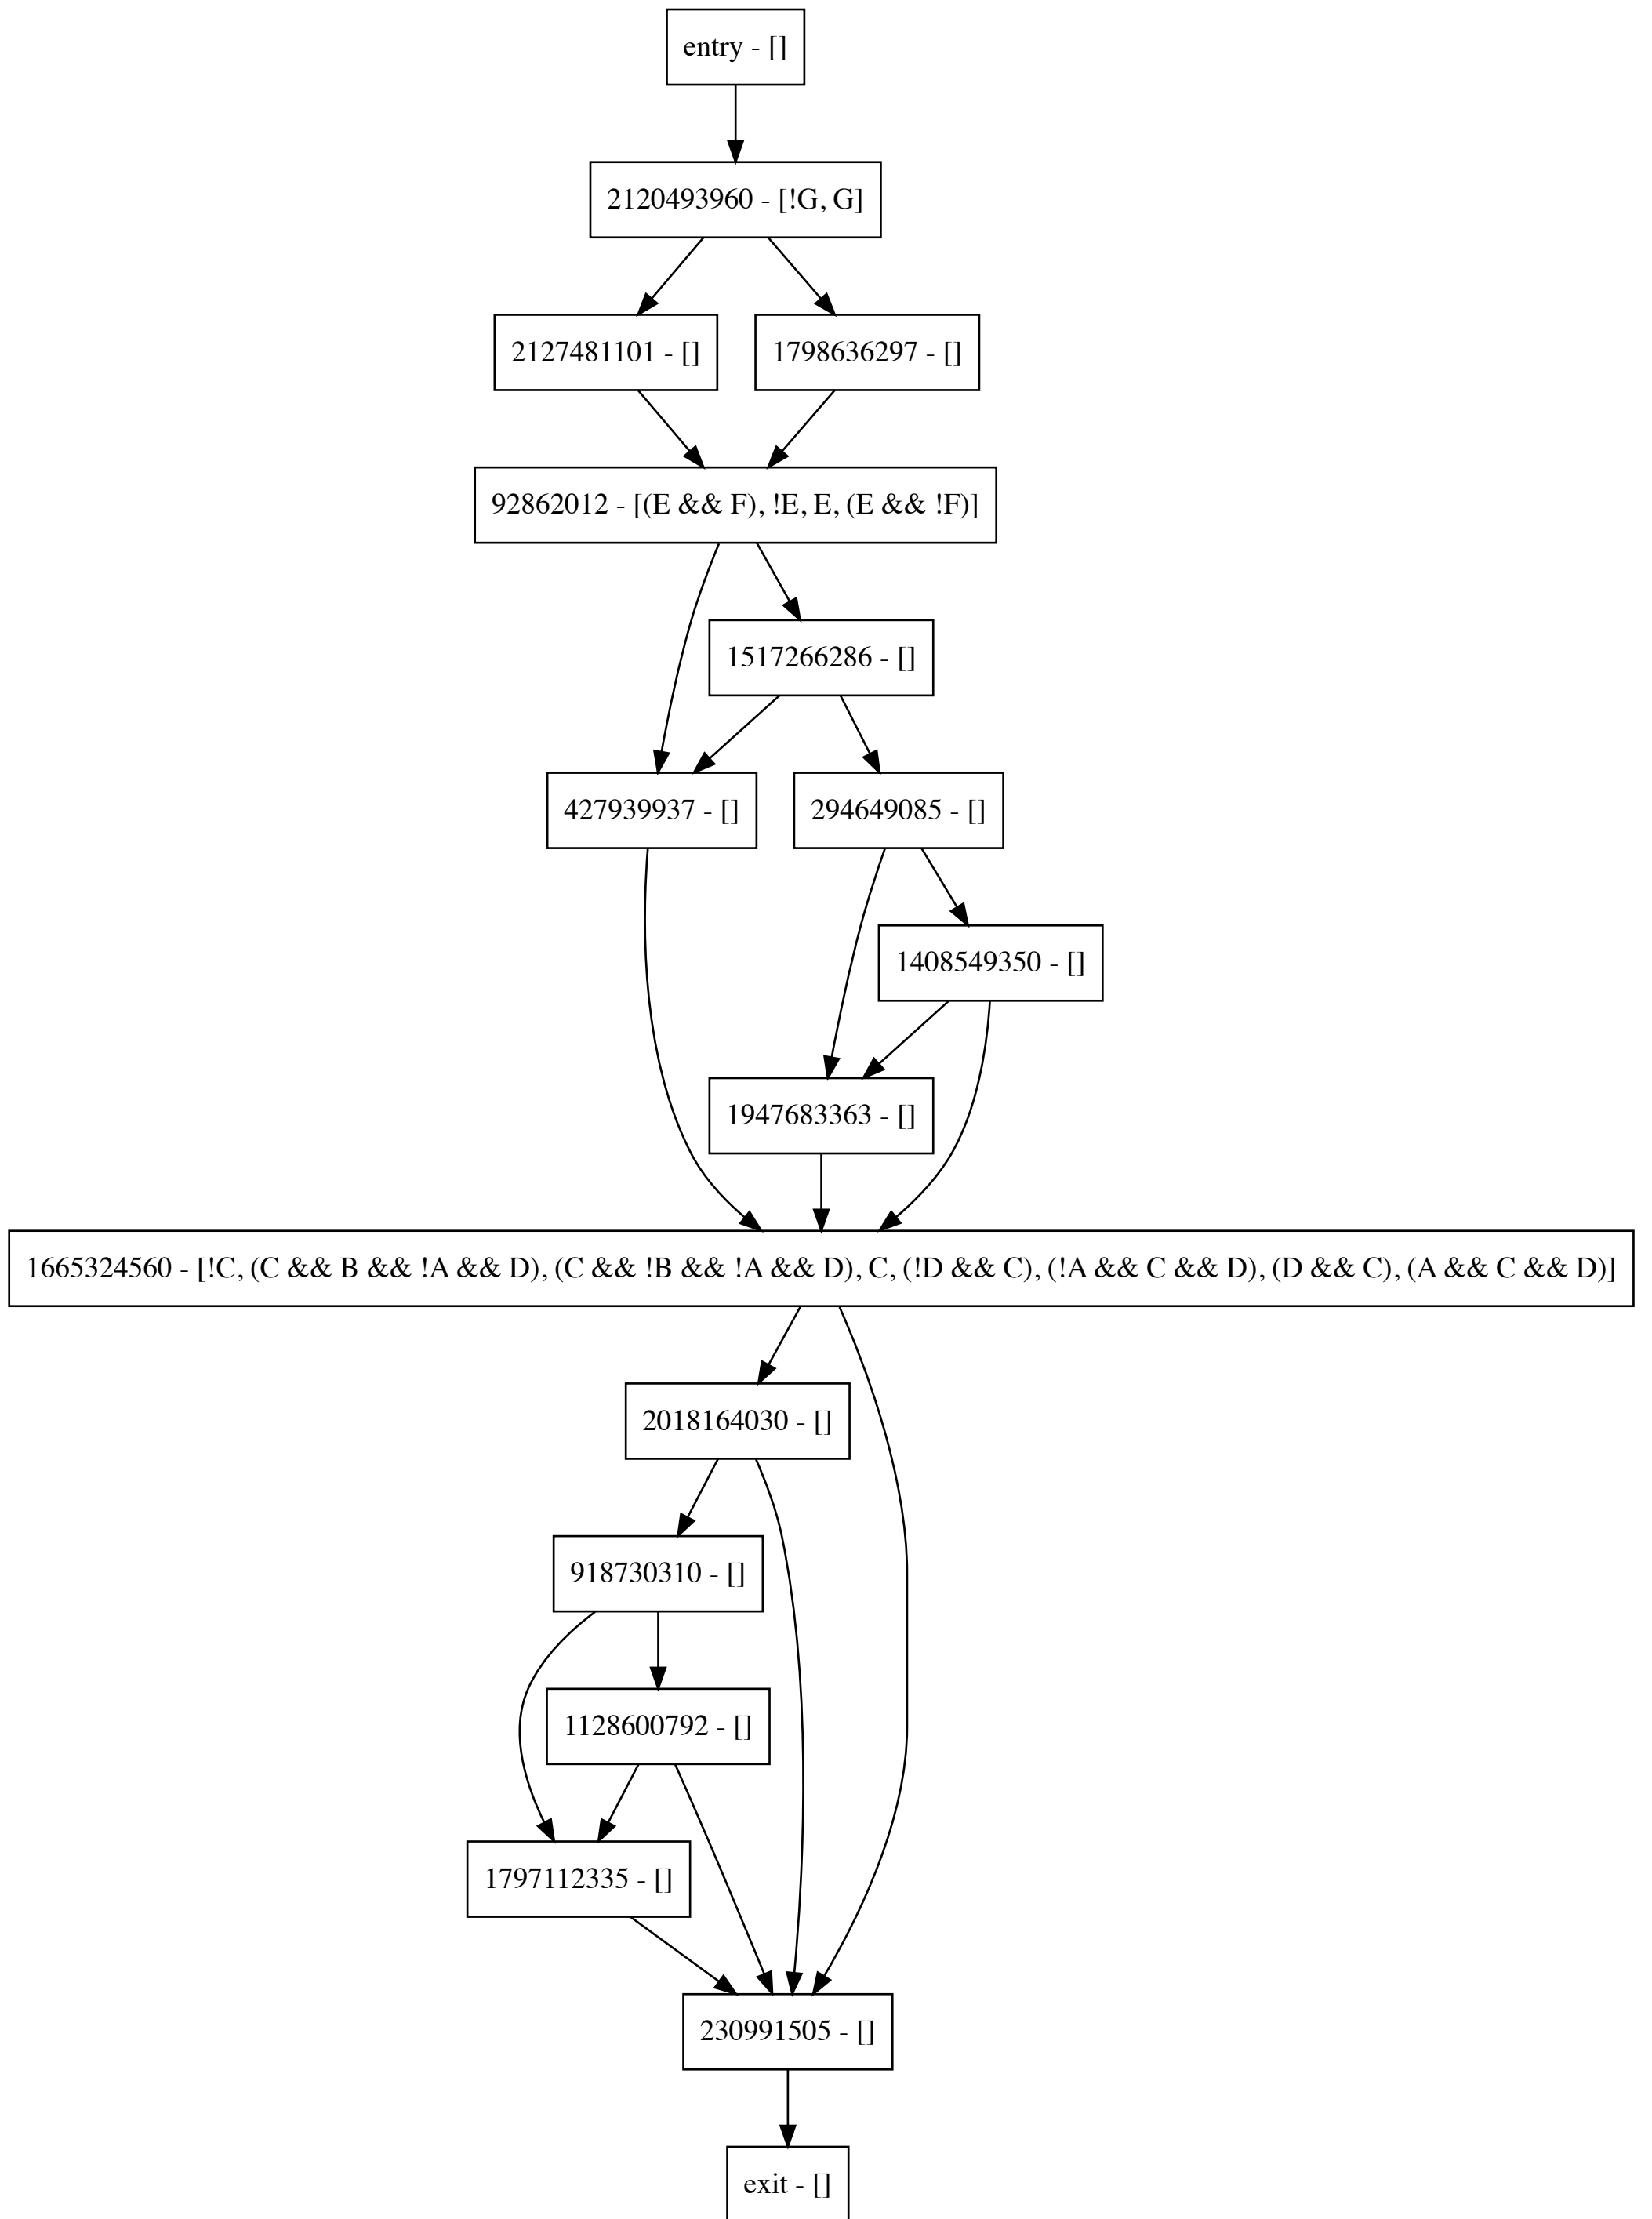 entry - []
2120493960 - [!G, G]
2127481101 - []
1798636297 - []
92862012 - [(E && F), !E, E, (E && !F)]
1517266286 - []
427939937 - []
294649085 - []
1408549350 - []
1947683363 - []
1665324560 - [!C, (C && B && !A && D), (C && !B && !A && D), C, (!D && C), (!A && C && D), (D && C), (A && C && D)]
2018164030 - []
918730310 - []
1128600792 - []
1797112335 - []
230991505 - []
exit - []